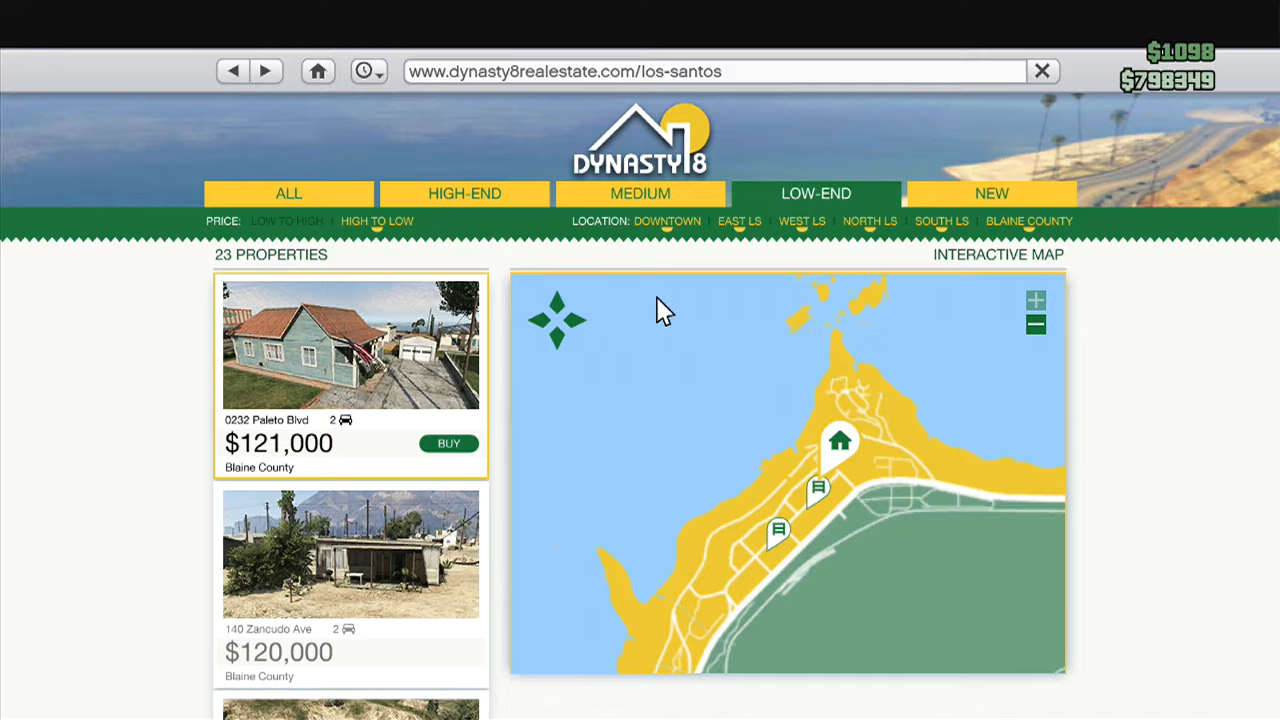 $1098
www.dynasty8realestate.com/los-santos
$798349
DYNASTY 8
ALL
HIGH-END
MEDIUM
LOW-END
NEW
PRICE: LOW TO HIGH | HIGH TO LOW
LOCATION: DOWNTOWN | EAST LS | WEST LS | NORTH LS | SOUTH LS | BLAINE COUNTY
23 PROPERTIES
INTERACTIVE MAP
0232 Paleto Blvd 2
$121,000
BUY
Blaine County
140 Zancudo Ave 2
$120,000
Blaine County